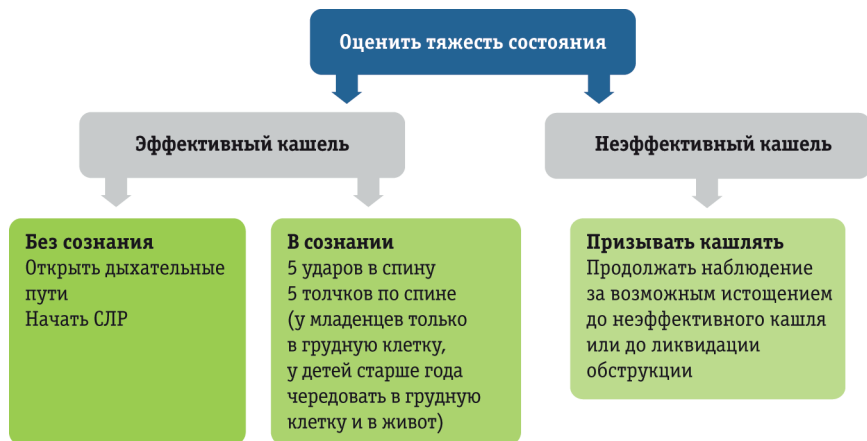 Оценить тяжесть состояния
Эффективный кашель
Неэффективный кашель
Без сознания
Открыть дыхательные
пути
Начать СЛР
В сознании
5 ударов в спину
5 толчков по спине
(у младенцев только
в грудную клетку,
у детей старше года
чередовать в грудную
клетку и в живот)
Призывать кашлять
Продолжать наблюдение
за возможным истощением
до неэффективного кашля
или до ликвидации
обструкции